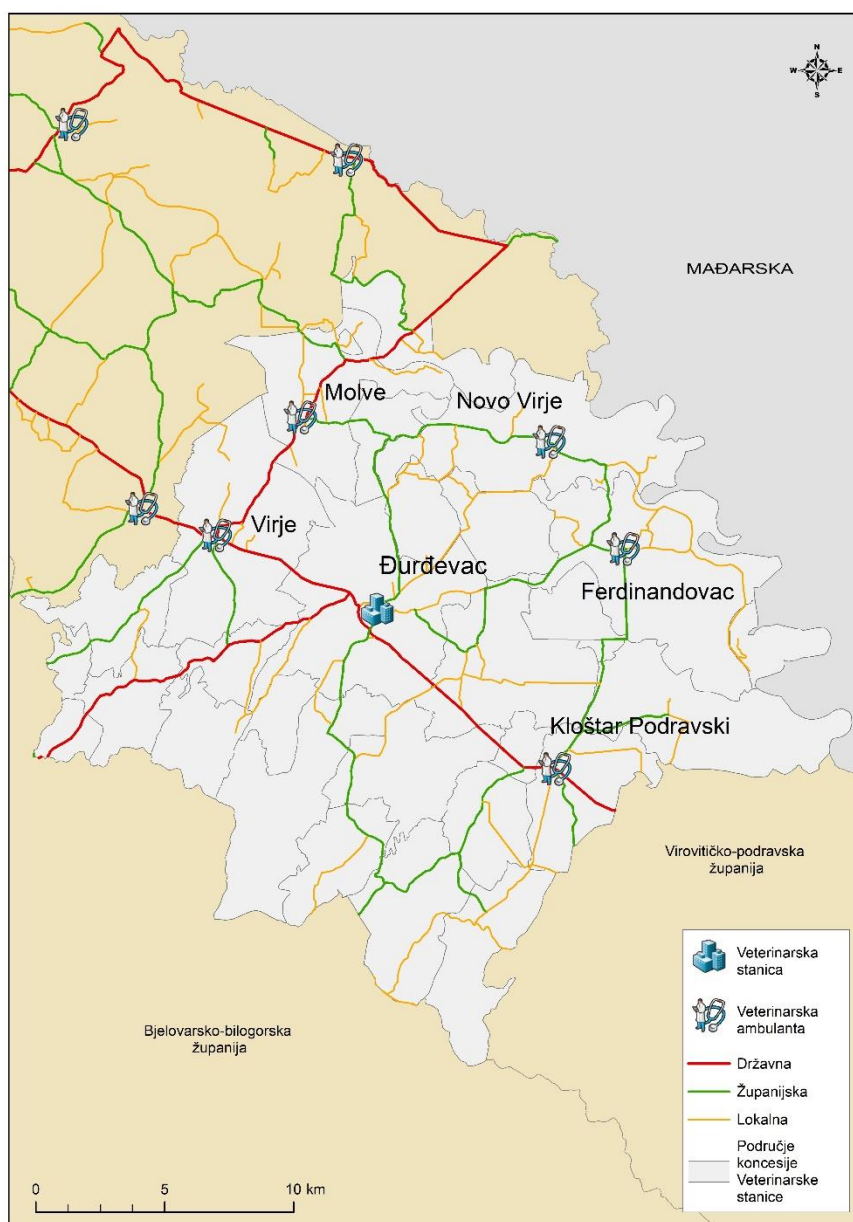 N
W
E
S
MAĐARSKA
Molve
Novo Virje
Virje
Đurđevac
Ferdinandovac
Kloštar Podravski
Virovitičko-podravska
županija
Bjelovarsko-bilogorska
županija
Veterinarska
stanica
Veterinarska
ambulanta
Državna
Županijska
Lokalna
Područje
koncesije
Veterinarske
stanice
0 5 10 km